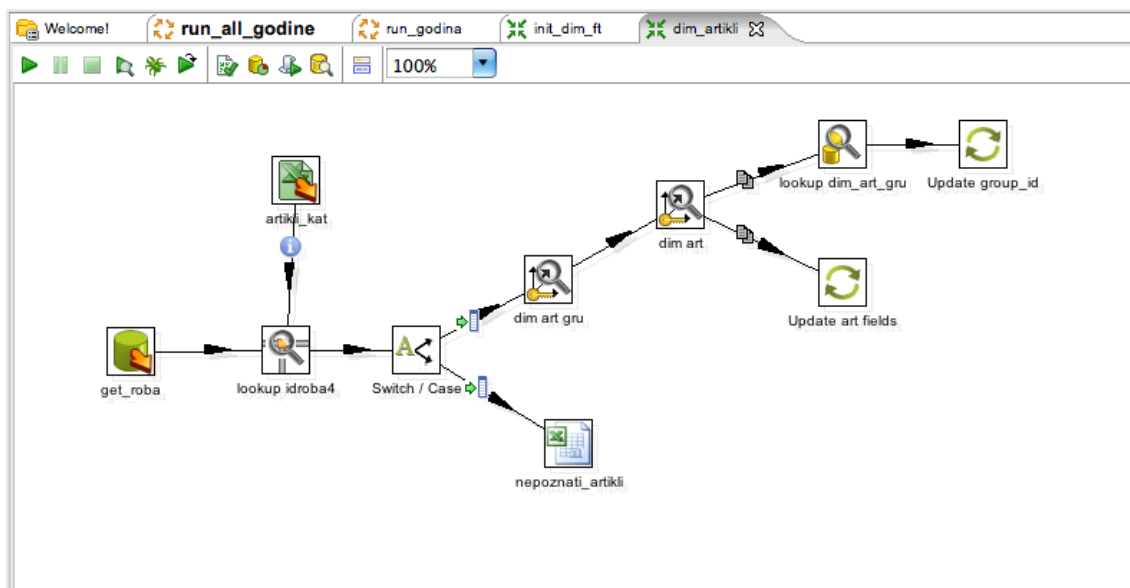 Welcome!
run_all_godine
run_godina
init_dim_ft
dim_artikli
100%
lookup dim_art_gru
Update group_id
artikli_kat
dim art
dim art gru
Update art fields
get_roba
lookup idroba4
Switch / Case
nepoznati_artikli